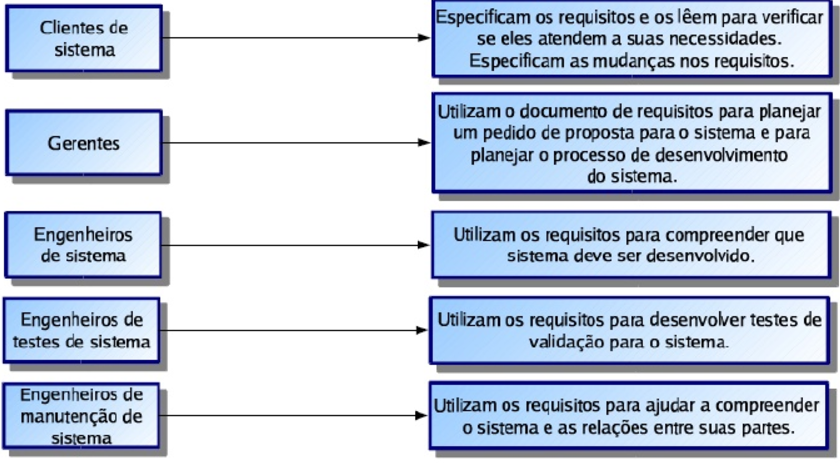 Clientes de
sistema
Especificam os requisitos e os lêem para verificar
se eles atendem a suas necessidades.
Especificam as mudanças nos requisitos.
Gerentes
Utilizam o documento de requisitos para planejar
um pedido de proposta para o sistema e para
planejar o processo de desenvolvimento
do sistema.
Engenheiros
de sistema
Utilizam os requisitos para compreender que
sistema deve ser desenvolvido.
Engenheiros de
testes de sistema
Utilizam os requisitos para desenvolver testes de
validação para o sistema.
Engenheiros de
manutenção de
sistema
Utilizam os requisitos para ajudar a compreender
o sistema e as relações entre suas partes.